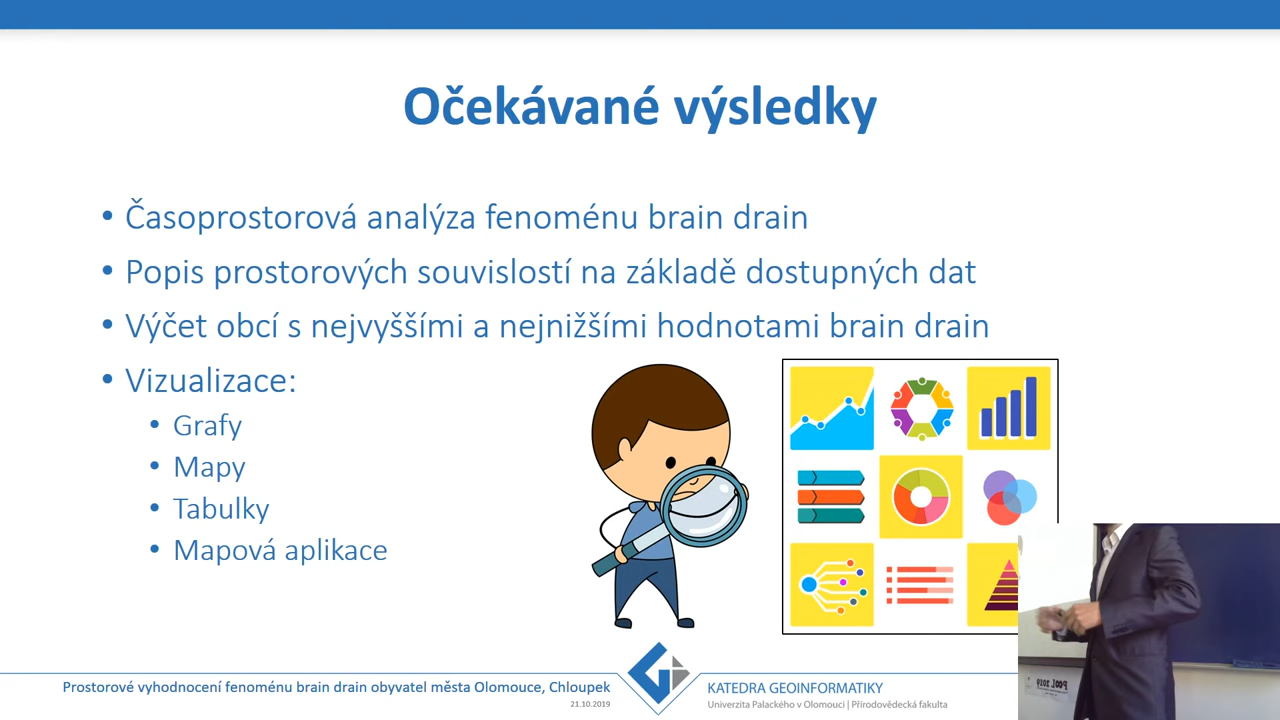 Očekávané výsledky
• Časoprostorová analýza fenoménu brain drain
• Popis prostorových souvislostí na základě dostupných dat
• Výčet obcí s nejvyššími a nejnižšími hodnotami brain drain
• Vizualizace:
• Grafy
• Mapy
• Tabulky
• Mapová aplikace
Prostorové vyhodnocení fenoménu brain drain obyvatel města Olomouce, Chloupek
21.10.2019
KATEDRA GEOINFORMATIKY
Univerzita Palackého v Olomouci | Přírodovědecká fakulta